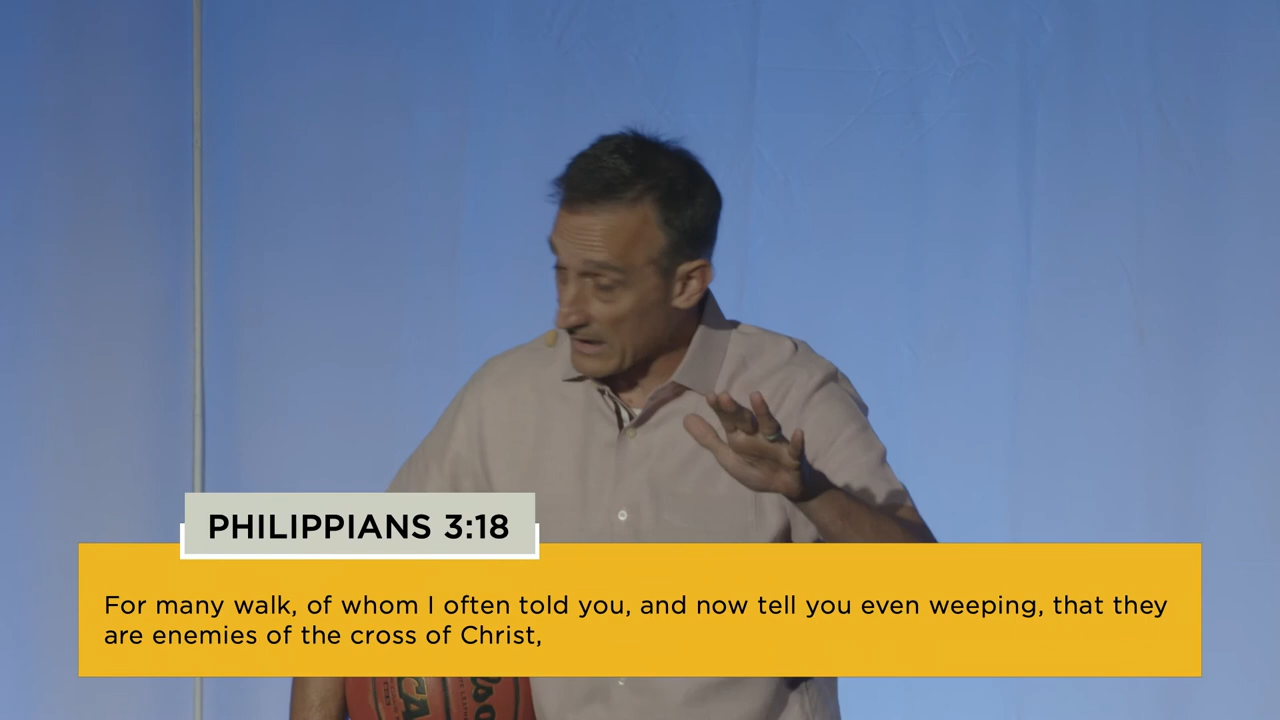 PHILIPPIANS 3:18
For many walk, of whom I often told you, and now tell you even weeping, that they
are enemies of the cross of Christ,